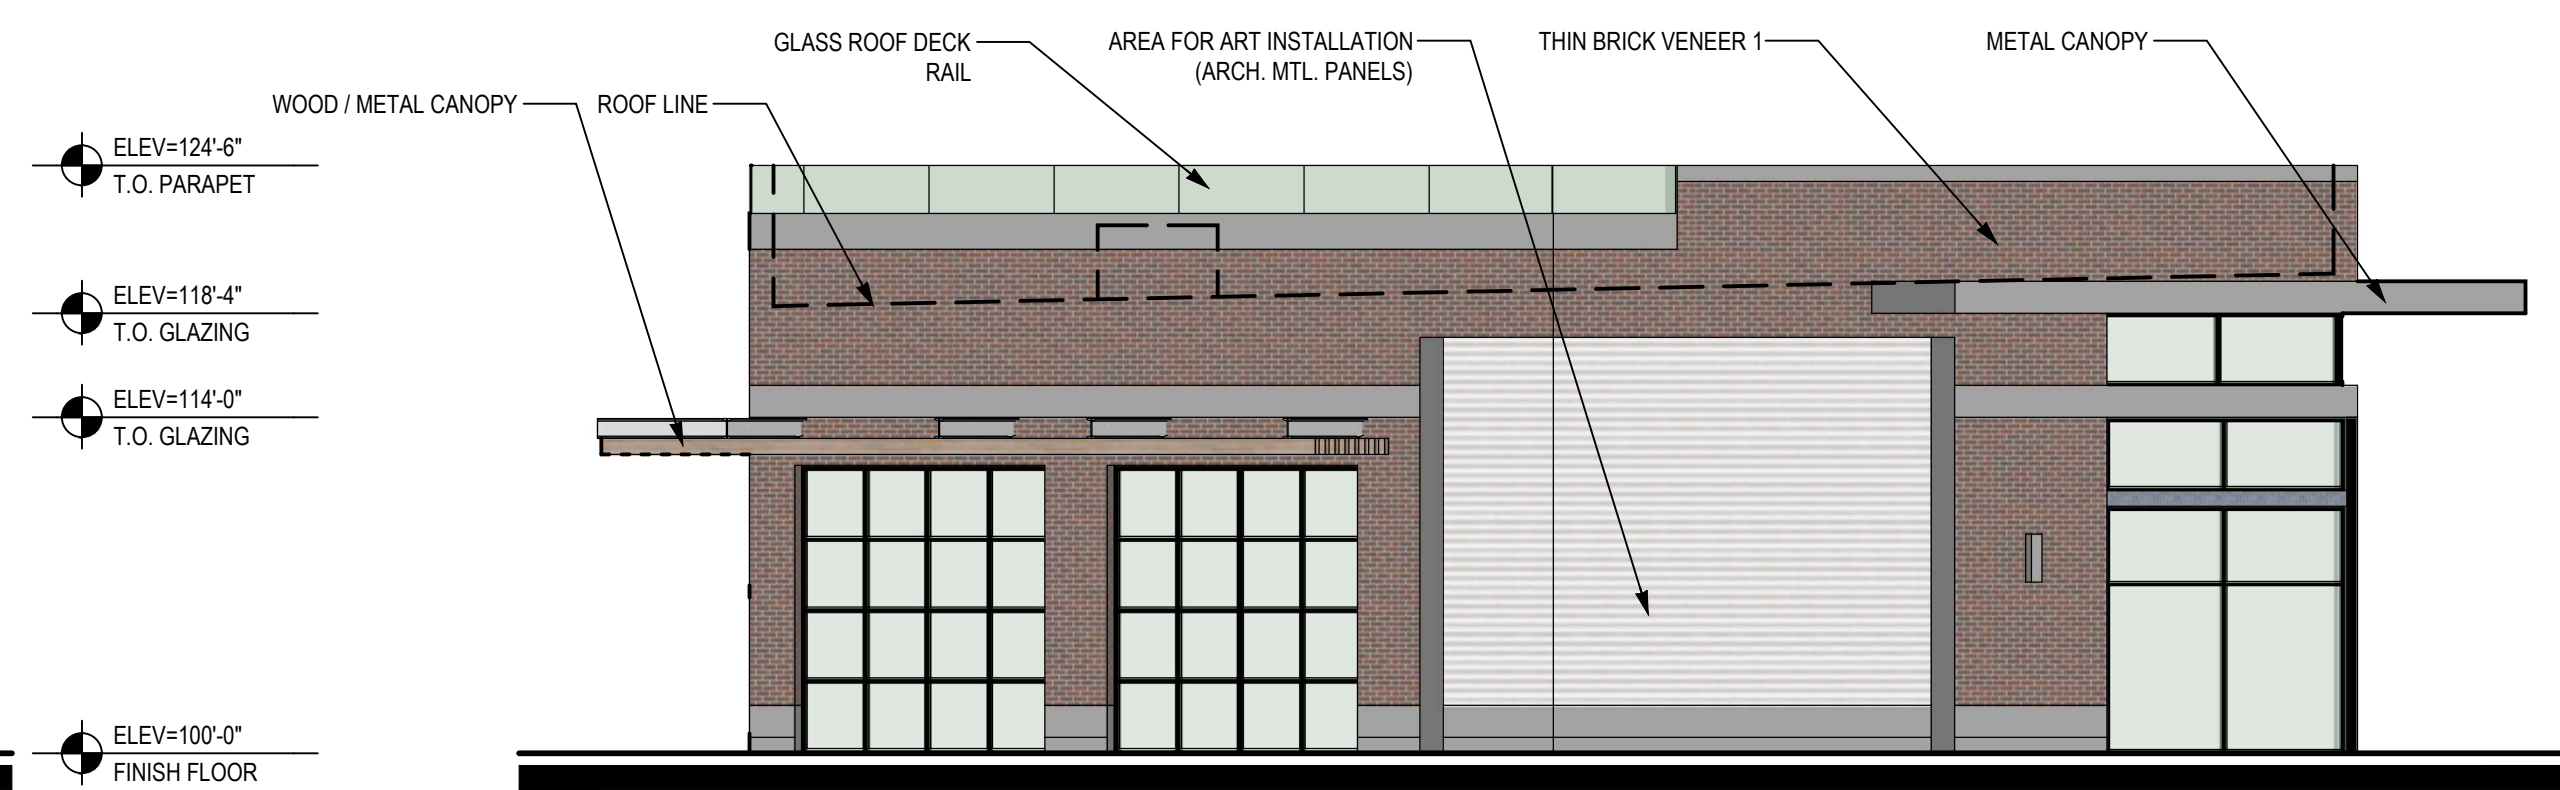 GLASS ROOF DECK
RAIL
AREA FOR ART INSTALLATION
(ARCH. MTL. PANELS)
THIN BRICK VENEER 1
METAL CANOPY
WOOD / METAL CANOPY
ROOF LINE
ELEV=124'-6"
T.O. PARAPET
ELEV=118'-4"
T.O. GLAZING
ELEV=114'-0"
T.O. GLAZING
ELEV=100'-0"
FINISH FLOOR